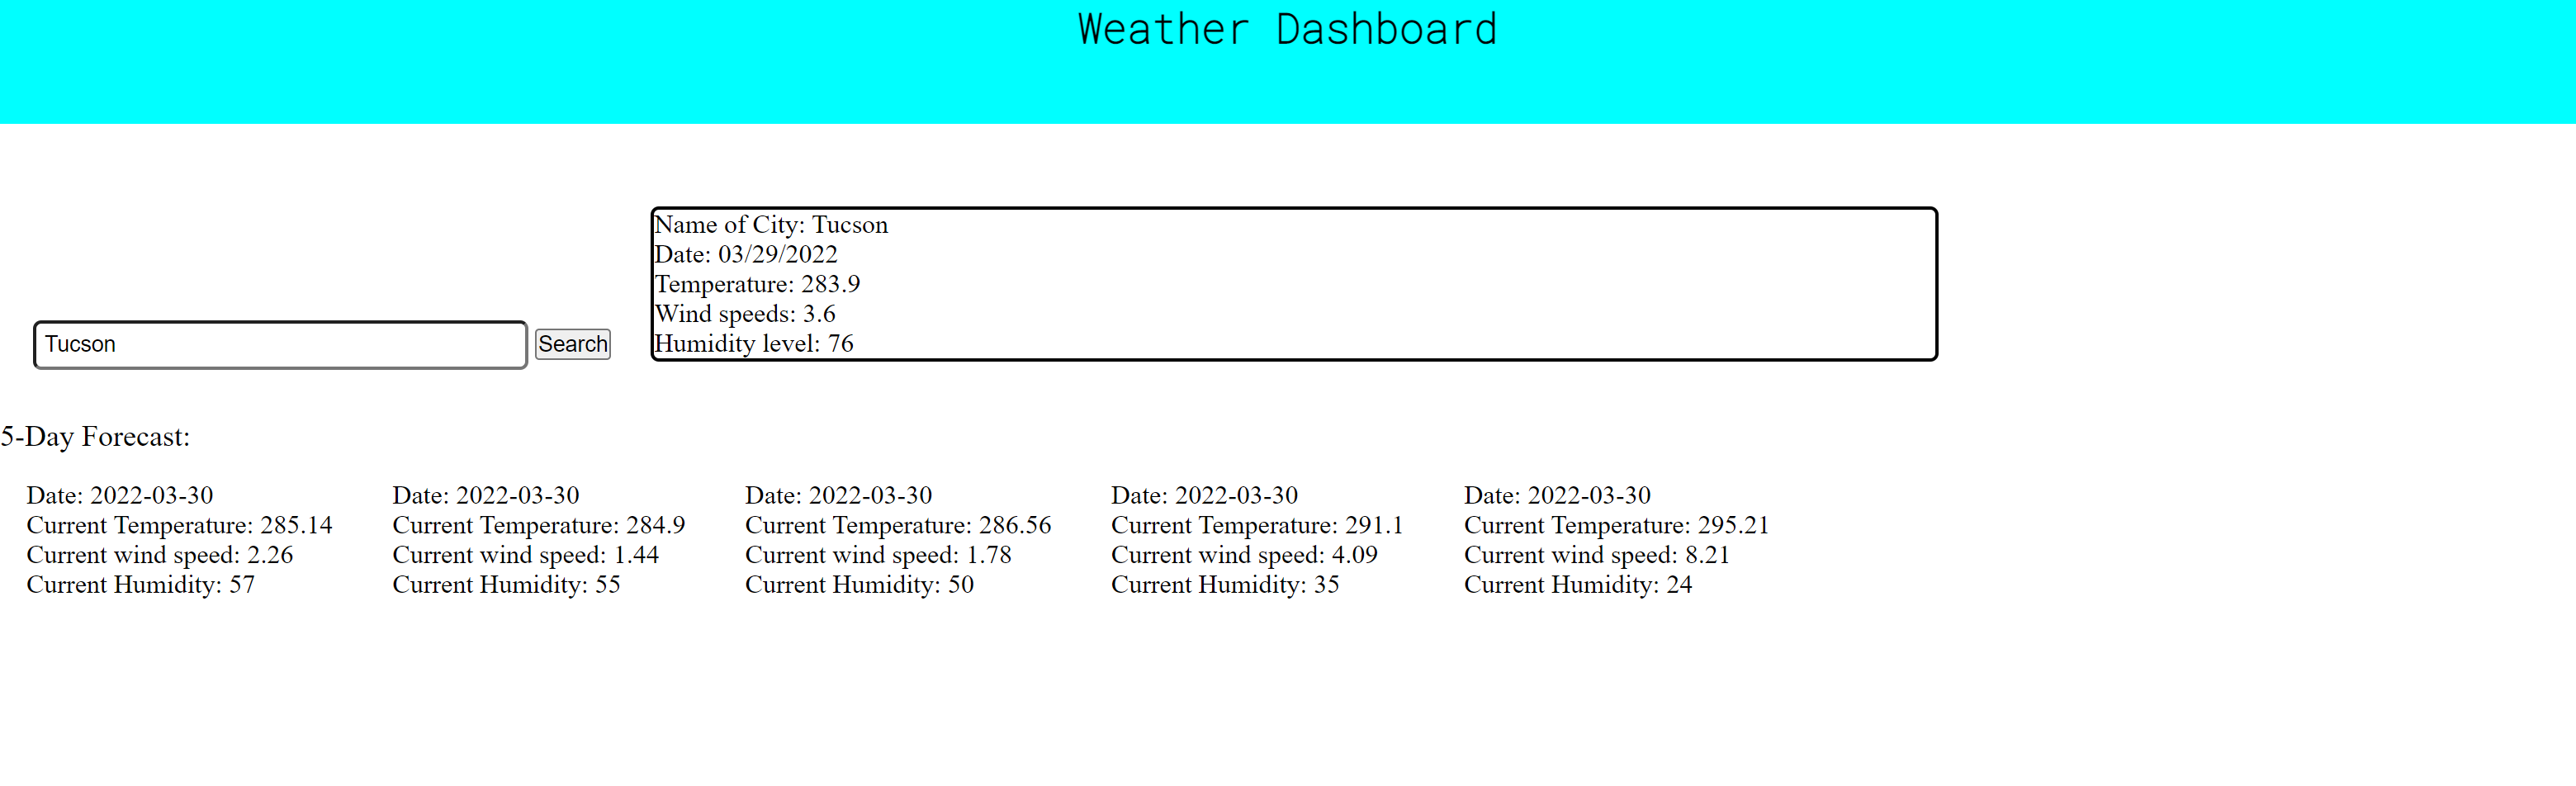 Weather Dashboard
Name of City: Tucson
Date: 03/29/2022
Temperature: 283.9
Wind speeds: 3.6
Humidity level: 76
Tucson
Search
5-Day Forecast:
Date: 2022-03-30
Current Temperature: 285.14
Current wind speed: 2.26
Current Humidity: 57
Date: 2022-03-30
Current Temperature: 284.9
Current wind speed: 1.44
Current Humidity: 55
Date: 2022-03-30
Current Temperature: 286.56
Current wind speed: 1.78
Current Humidity: 50
Date: 2022-03-30
Current Temperature: 291.1
Current wind speed: 4.09
Current Humidity: 35
Date: 2022-03-30
Current Temperature: 295.21
Current wind speed: 8.21
Current Humidity: 24